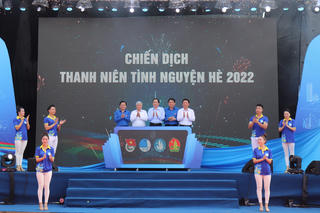 CHIẾN DỊCH
THANH NIÊN TÌNH NGUYỆN HÈ 2022